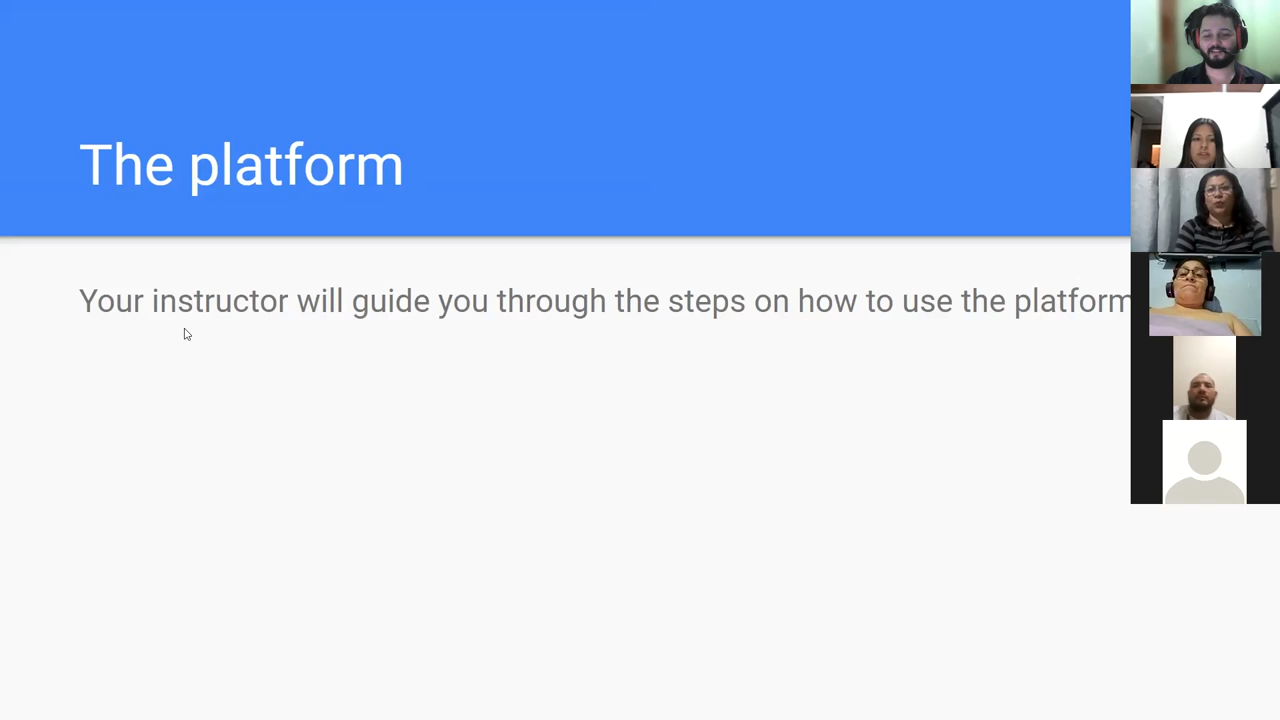 The platform
Your instructor will guide you through the steps on how to use the platform